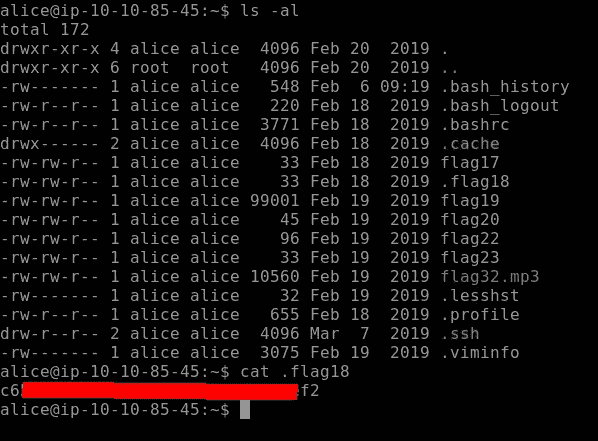 alice@ip-10-10-85-45:~$ ls -al
total 172
drwxr-xr-x 4 alice alice  4096 Feb 20  2019 .
drwxr-xr-x 6 root  root   4096 Feb 20  2019 ..
-rw------- 1 alice alice   548 Feb  6 09:19 .bash_history
-rw-r--r-- 1 alice alice   220 Feb 18  2019 .bash_logout
-rw-r--r-- 1 alice alice  3771 Feb 18  2019 .bashrc
drwx------ 2 alice alice  4096 Feb 18  2019 .cache
-rw-rw-r-- 1 alice alice    33 Feb 18  2019 flag17
-rw-rw-r-- 1 alice alice    33 Feb 18  2019 .flag18
-rw-rw-r-- 1 alice alice 99001 Feb 19  2019 flag19
-rw-rw-r-- 1 alice alice    45 Feb 19  2019 flag20
-rw-rw-r-- 1 alice alice    96 Feb 19  2019 flag22
-rw-rw-r-- 1 alice alice    33 Feb 19  2019 flag23
-rw-rw-r-- 1 alice alice 10560 Feb 19  2019 flag32.mp3
-rw------- 1 alice alice    32 Feb 19  2019 .lesshst
-rw-r--r-- 1 alice alice   655 Feb 18  2019 .profile
drw-r--r-- 2 alice alice  4096 Mar  7  2019 .ssh
-rw------- 1 alice alice  3075 Feb 19  2019 .viminfo
alice@ip-10-10-85-45:~$ cat .flag18
alice@ip-10-10-85-45:~$